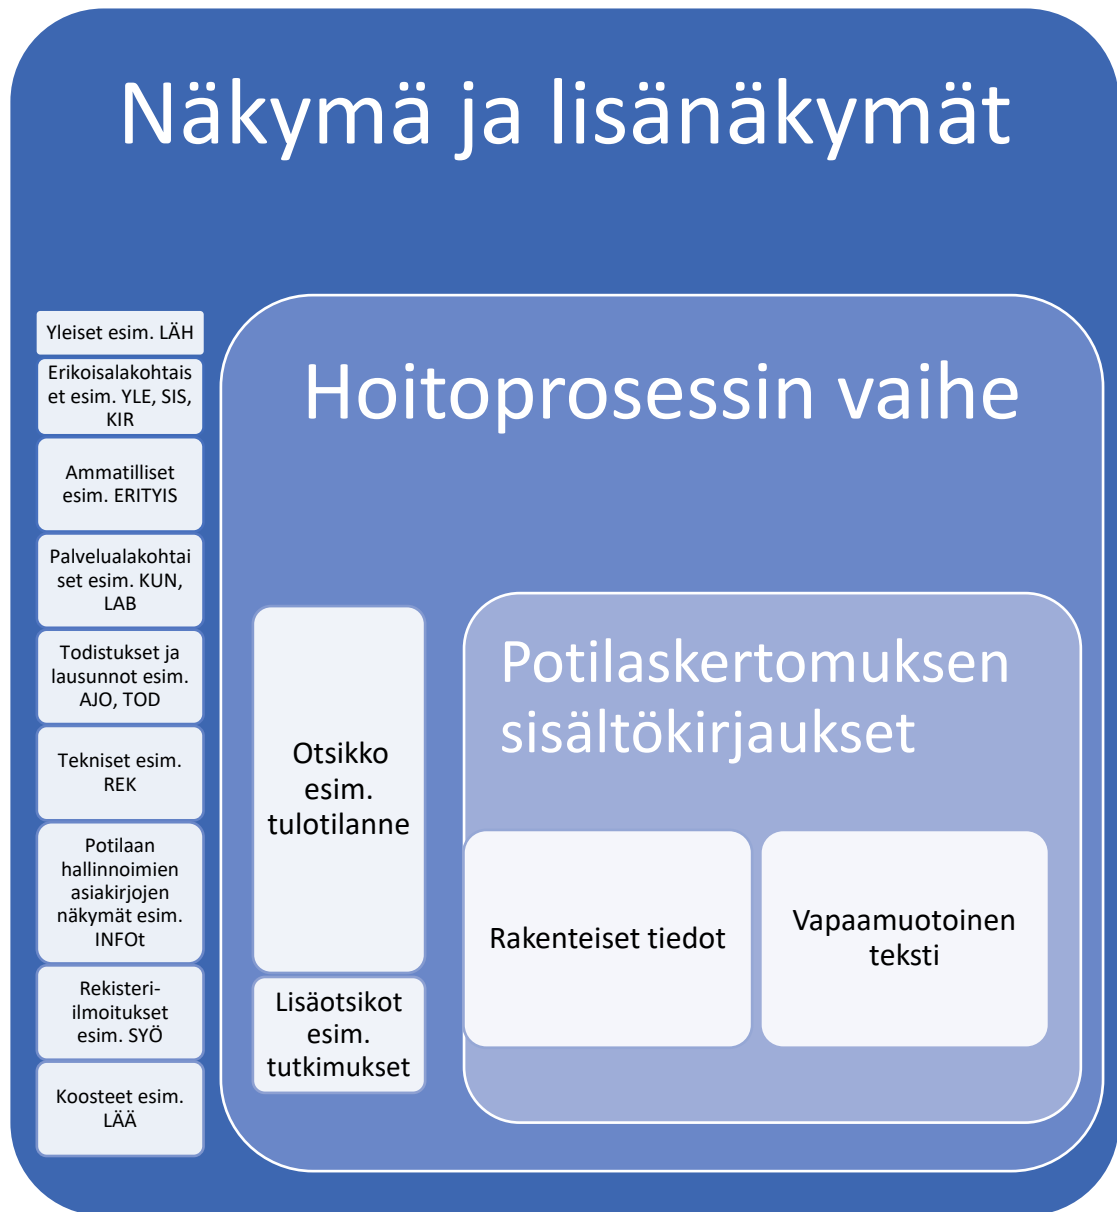 Näkymä ja lisänäkymät
Yleiset esim. LÄH
Erikoisalakohtais
et esim. YLE, SIS,
KIR
Ammatilliset
esim. ERITYIS
Palvelualakohtai
set esim. KUN,
LAB
Todistukset ja
lausunnot esim.
AJO, TOD
Tekniset esim.
REK
Potilaan
hallinnoimien
asiakirjojen
näkymät esim.
INFOt
Rekisteri-
ilmoitukset
esim. SYÖ
Koosteet esim.
LÄÄ
Hoitoprosessin vaihe
Otsikko
esim.
tulotilanne
Lisäotsikot
esim.
tutkimukset
Potilaskertomuksen
sisältökirjaukset
Rakenteiset tiedot
Vapaamuotoinen
teksti